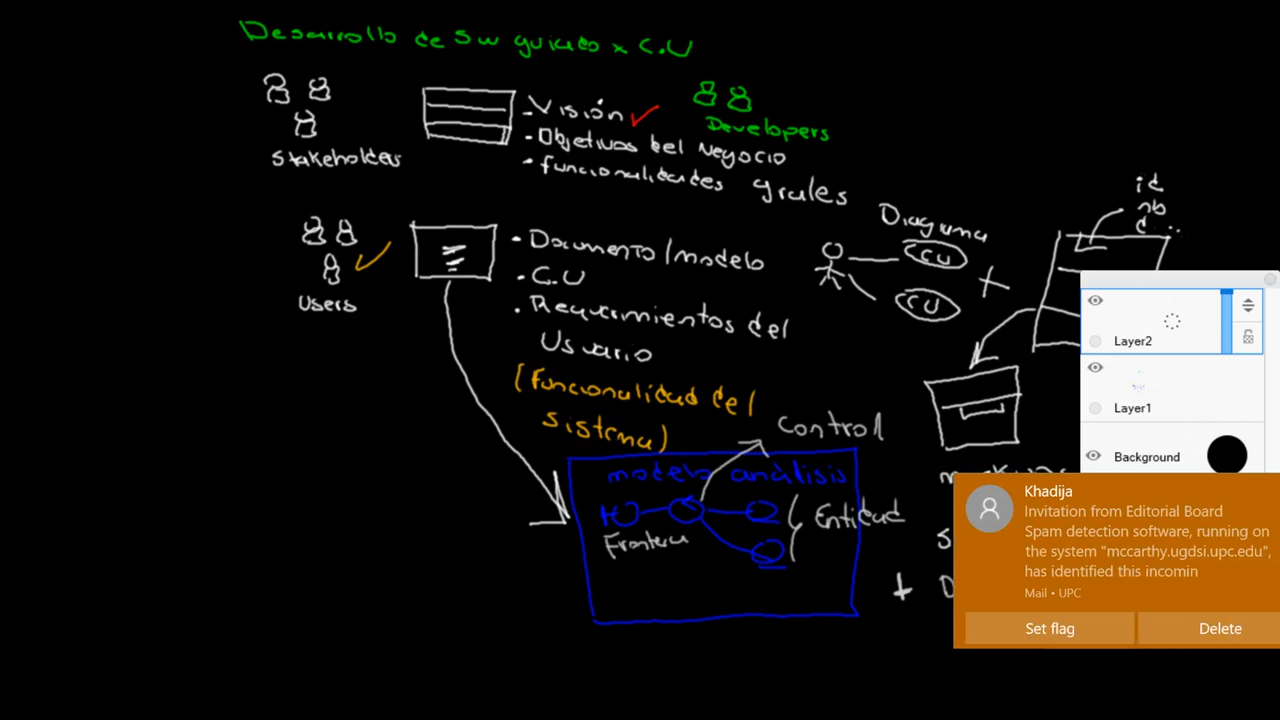 Desarrollo de SW guiado x C.U
Stakeholders
- Visión
• Objetivos del Negocio
• funcionalidades grales
Developers
Users
• Documento/modelo
• C.U
• Requerimientos del
Usuario
(funcionalidad del
sistema)
Diagrama
CU
+
CU
id
nb
d...
control
modelo análisis
Frontera
Entidad
+ D
Layer2
Layer1
Background
Khadija
Invitation from Editorial Board
Spam detection software, running on
the system "mccarthy.ugdsi.upc.edu",
has identified this incomin
Mail • UPC
Set flag
Delete